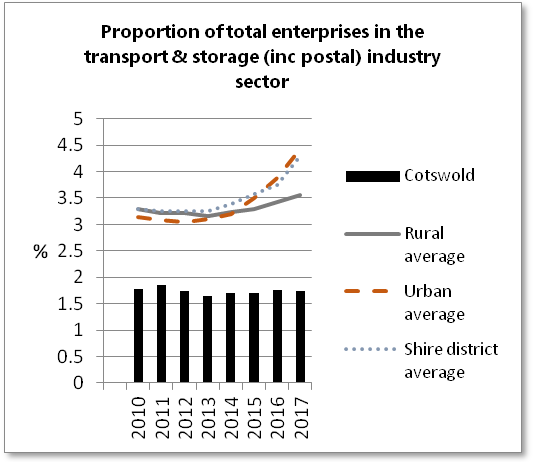 Proportion of total enterprises in the
transport & storage (inc postal) industry
sector
5
4.5
4
3.5
3
2.5
2
1.5
1
0.5
0
%
2010
2011
2012
2013
2014
2015
2016
2017
Cotswold
Rural
average
Urban
average
Shire district
average